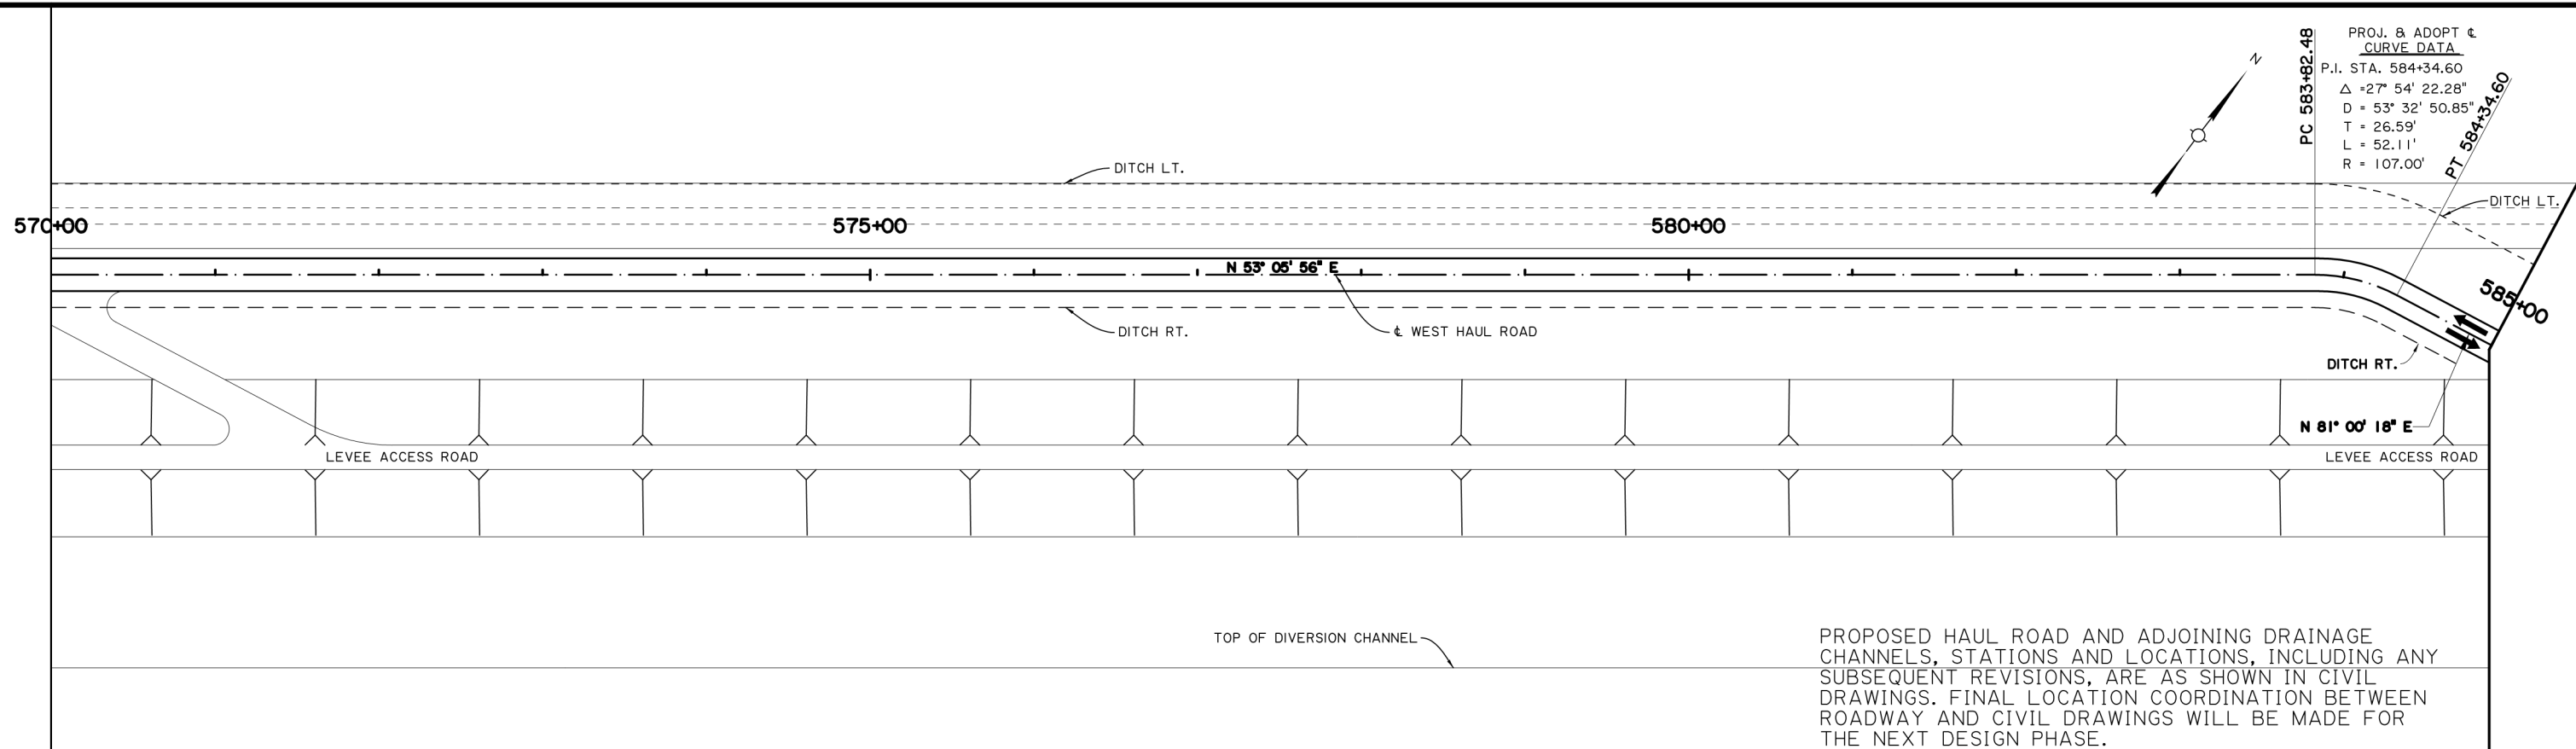 PROJ. & ADOPT ℄
CURVE DATA
P.I. STA. 584+34.60
△ =27° 54' 22.28"
D = 53° 32' 50.85"
T = 26.59'
L = 52.11'
R = 107.00'
PC 583+82.48
PT 584+34.60
N
DITCH LT.
DITCH LT.
570+00
575+00
580+00
585+00
N 53° 05' 56" E
DITCH RT.
℄ WEST HAUL ROAD
DITCH RT.
N 81° 00' 18" E
LEVEE ACCESS ROAD
LEVEE ACCESS ROAD
TOP OF DIVERSION CHANNEL
PROPOSED HAUL ROAD AND ADJOINING DRAINAGE
CHANNELS, STATIONS AND LOCATIONS, INCLUDING ANY
SUBSEQUENT REVISIONS, ARE AS SHOWN IN CIVIL
DRAWINGS. FINAL LOCATION COORDINATION BETWEEN
ROADWAY AND CIVIL DRAWINGS WILL BE MADE FOR
THE NEXT DESIGN PHASE.